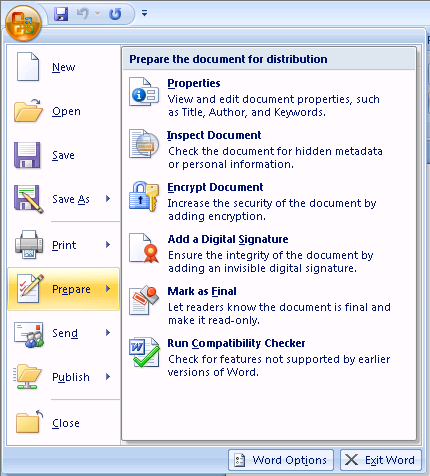 New
Open
Save
Save As
Print
Prepare
Send
Publish
Close
Prepare the document for distribution
Properties
View and edit document properties, such
as Title, Author, and Keywords.
Inspect Document
Check the document for hidden metadata
or personal information.
Encrypt Document
Increase the security of the document by
adding encryption.
Add a Digital Signature
Ensure the integrity of the document by
adding an invisible digital signature.
Mark as Final
Let readers know the document is final and
make it read-only.
Run Compatibility Checker
Check for features not supported by earlier
versions of Word.
Word Options
Exit Word